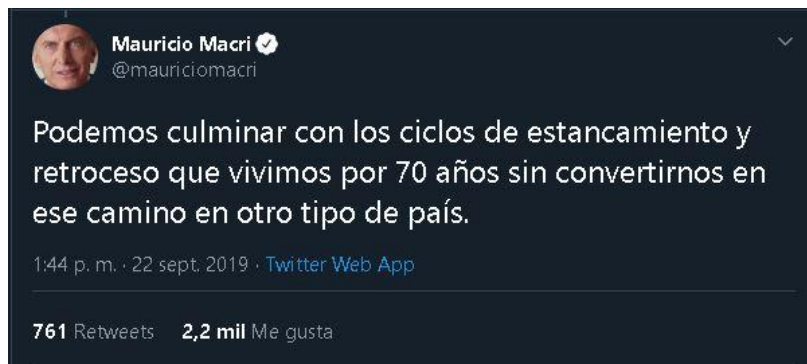 Mauricio Macri
@mauriciomacri
Podemos culminar con los ciclos de estancamiento y
retroceso que vivimos por 70 años sin convertirnos en
ese camino en otro tipo de país.
1:44 p. m. · 22 sept. 2019 · Twitter Web App
761 Retweets 2,2 mil Me gusta